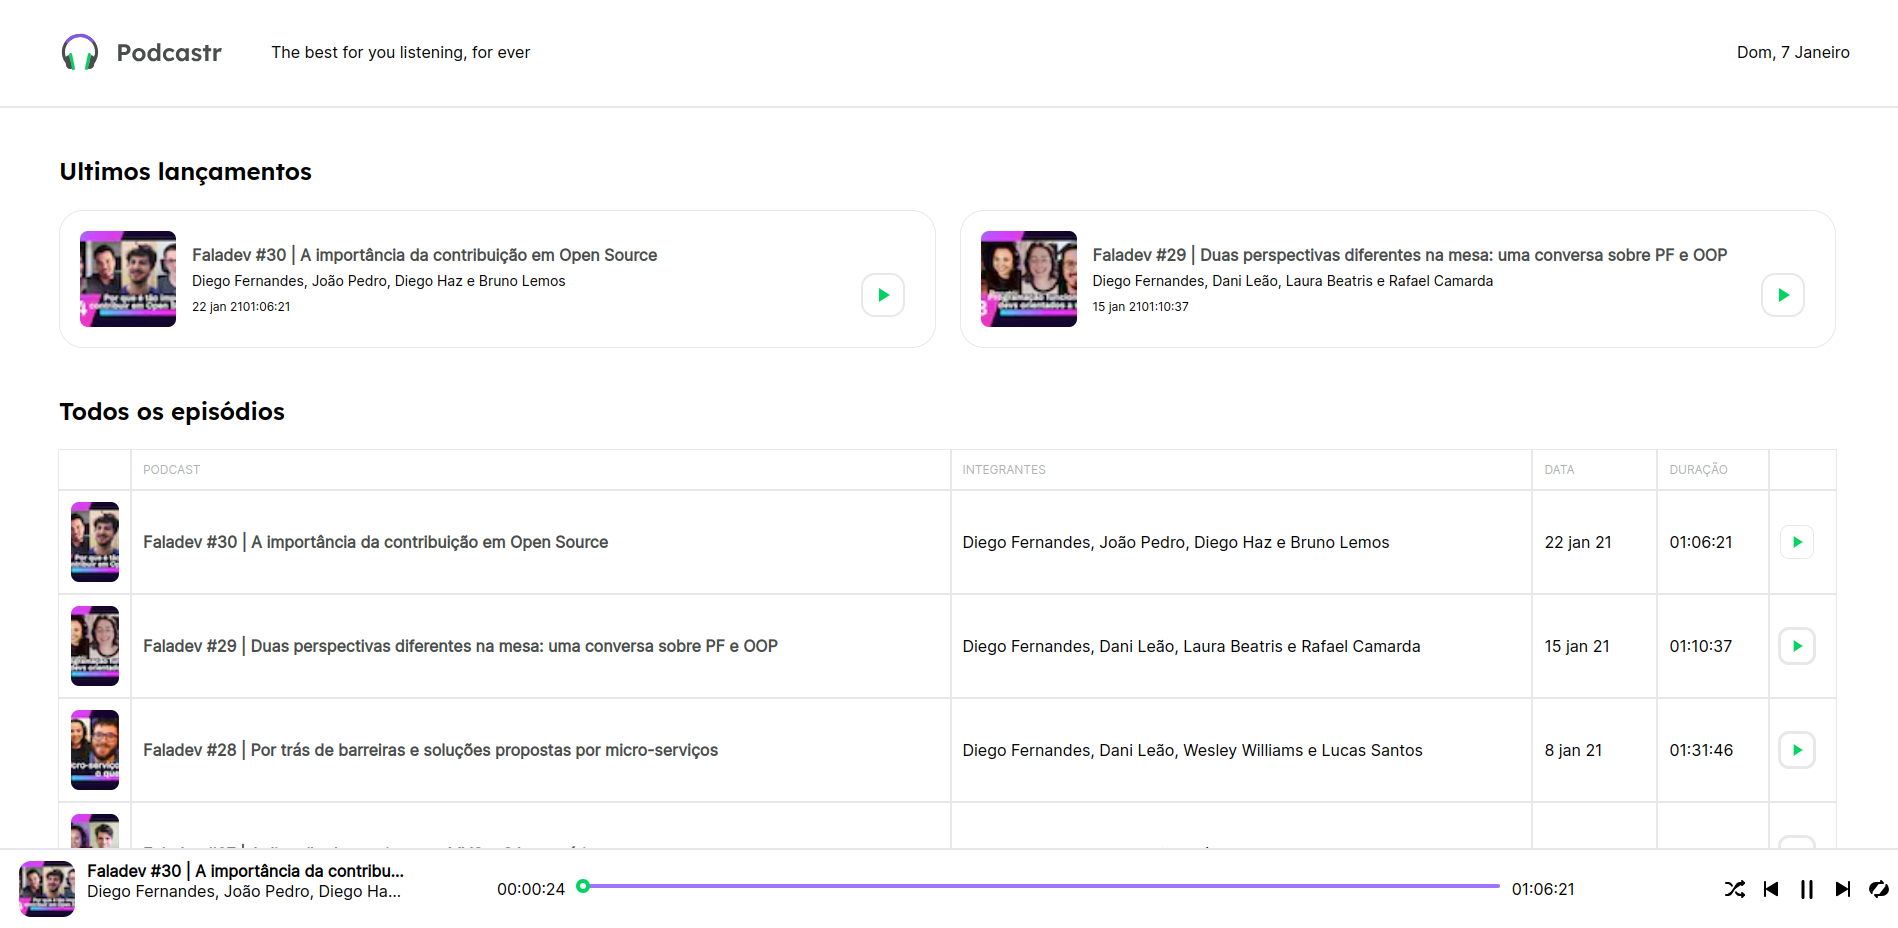 Podcastr
The best for you listening, for ever
Dom, 7 Janeiro
Ultimos lançamentos
Faladev #30 | A importância da contribuição em Open Source
Diego Fernandes, João Pedro, Diego Haz e Bruno Lemos
22 jan 2101:06:21
Faladev #29 | Duas perspectivas diferentes na mesa: uma conversa sobre PF e OOP
Diego Fernandes, Dani Leão, Laura Beatris e Rafael Camarda
15 jan 2101:10:37
Todos os episódios
PODCAST INTEGRANTES DATA DURAÇÃO
Faladev #30 | A importância da contribuição em Open Source Diego Fernandes, João Pedro, Diego Haz e Bruno Lemos 22 jan 21 01:06:21
Faladev #29 | Duas perspectivas diferentes na mesa: uma conversa sobre PF e OOP Diego Fernandes, Dani Leão, Laura Beatris e Rafael Camarda 15 jan 21 01:10:37
Faladev #28 | Por trás de barreiras e soluções propostas por micro-serviços Diego Fernandes, Dani Leão, Wesley Williams e Lucas Santos 8 jan 21 01:31:46
Faladev #30 | A importância da contribu...
Diego Fernandes, João Pedro, Diego Ha...
00:00:24
01:06:21